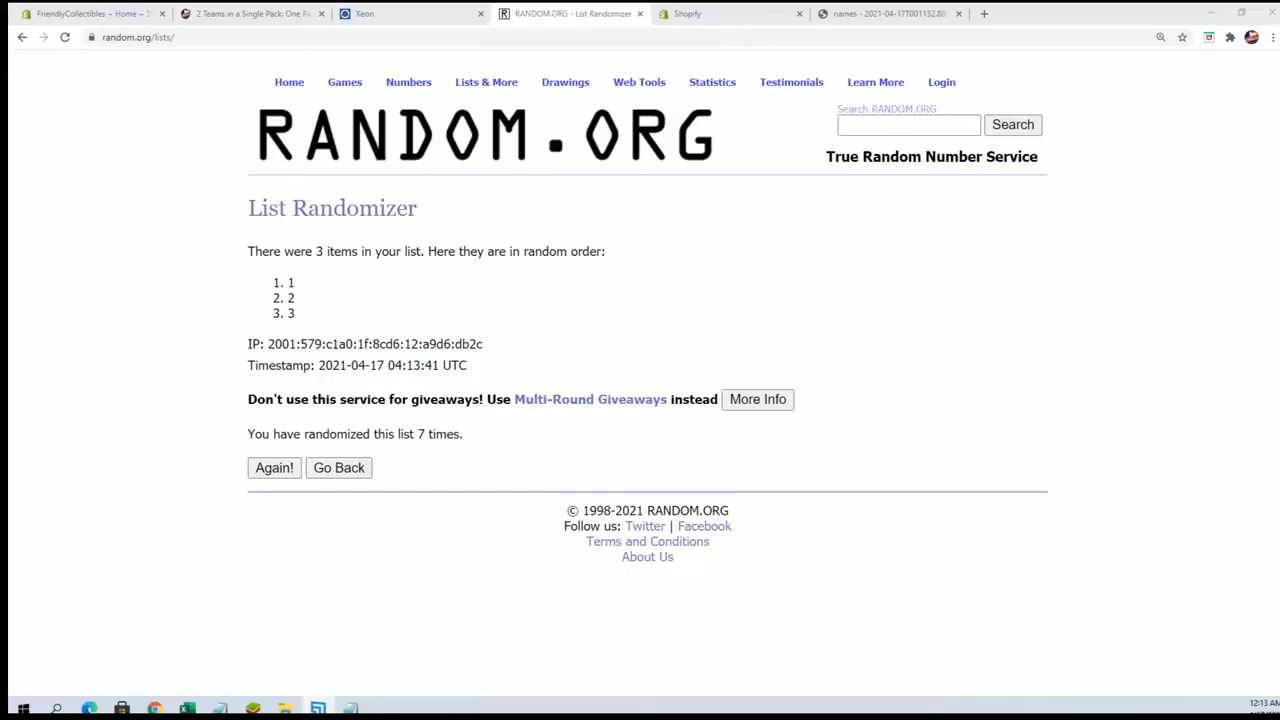 FriendlyCollectibles ~ Home ~ S
2 Teams in a Single Pack: One Pa
Xeon
RANDOM.ORG - List Randomizer
Shopify
names - 2021-04-17T001132.88
random.org/lists/
Home Games Numbers Lists & More Drawings Web Tools Statistics Testimonials Learn More Login
RANDOM.ORG
Search RANDOM.ORG
Search
True Random Number Service
List Randomizer
There were 3 items in your list. Here they are in random order:
1. 1
2. 2
3. 3
IP: 2001:579:c1a0:1f:8cd6:12:a9d6:db2c
Timestamp: 2021-04-17 04:13:41 UTC
Don't use this service for giveaways! Use Multi-Round Giveaways instead More Info
You have randomized this list 7 times.
Again! Go Back
© 1998-2021 RANDOM.ORG
Follow us: Twitter | Facebook
Terms and Conditions
About Us
12:13 AM